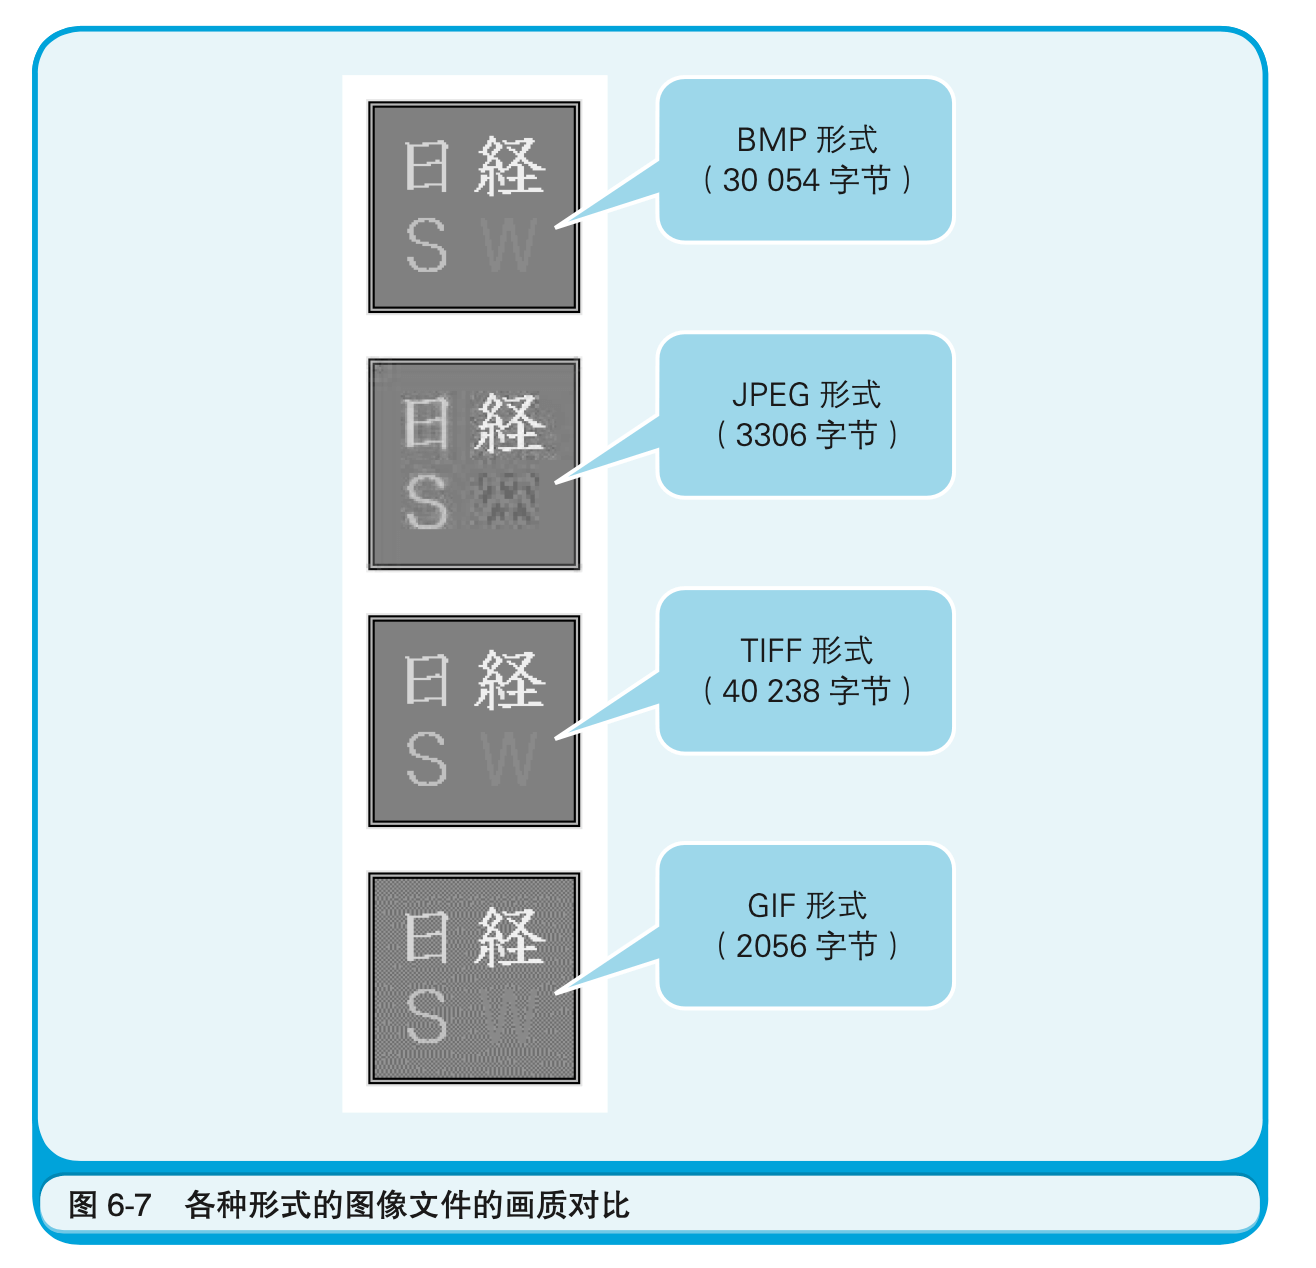 日 経
S W
BMP 形式
（30 054 字节）
日 経
S W
JPEG 形式
（3306 字节）
日 経
S W
TIFF 形式
（40 238 字节）
日 経
S W
GIF 形式
（2056 字节）
图 6-7 各种形式的图像文件的画质对比